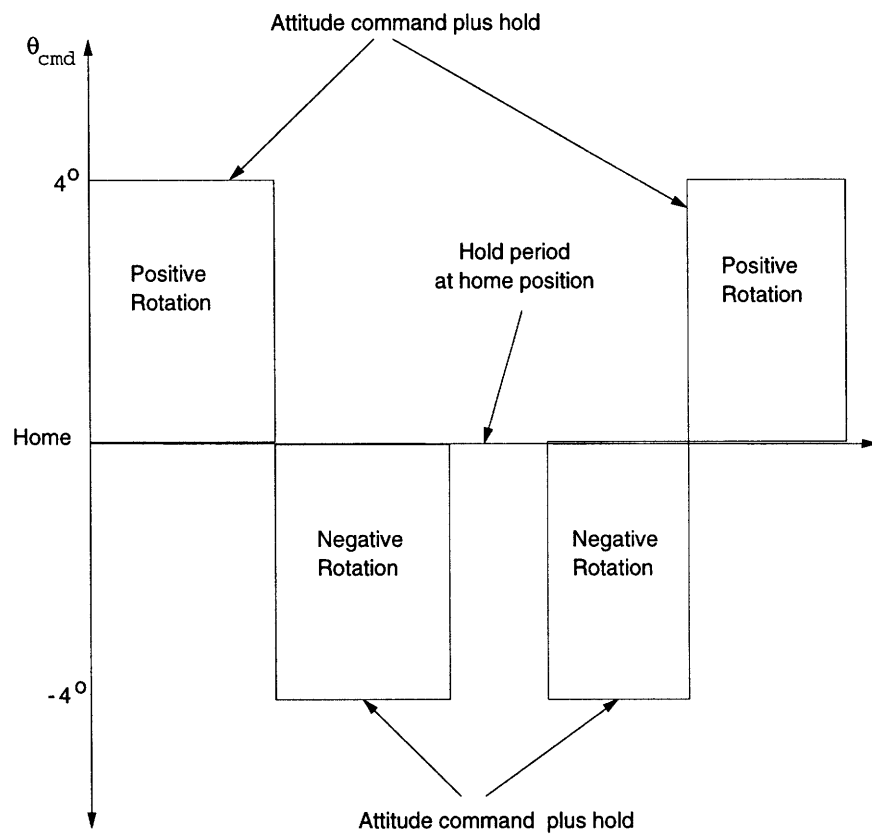 Attitude command plus hold
θcmd
4°
Positive
Rotation
Hold period
at home position
Positive
Rotation
Home
Negative
Rotation
Negative
Rotation
-4°
Attitude command plus hold